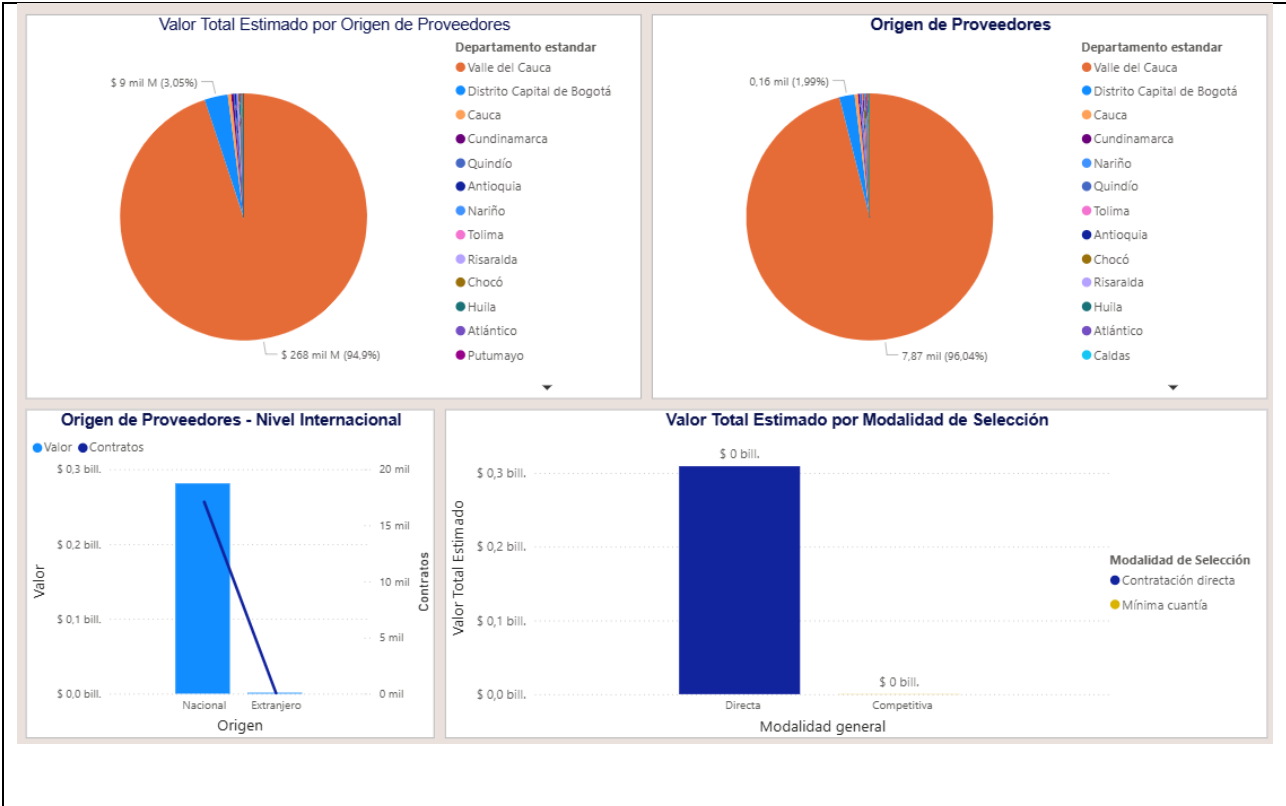 Valor Total Estimado por Origen de Proveedores
Departamento estandar
Valle del Cauca
Distrito Capital de Bogotá
Cauca
Cundinamarca
Quindío
Antioquia
Nariño
Tolima
Risaralda
Chocó
Huila
Atlántico
Putumayo
$ 9 mil M (3,05%)
$ 268 mil M (94,9%)
Origen de Proveedores
Departamento estandar
Valle del Cauca
Distrito Capital de Bogotá
Cauca
Cundinamarca
Nariño
Quindío
Tolima
Antioquia
Chocó
Risaralda
Huila
Atlántico
Caldas
0,16 mil (1,99%)
7,87 mil (96,04%)
Origen de Proveedores - Nivel Internacional
Valor Contratos
$ 0,3 bill.
$ 0,2 bill.
$ 0,1 bill.
$ 0,0 bill.
Valor
20 mil
15 mil
10 mil
5 mil
0 mil
Contratos
Nacional Extranjero
Origen
Valor Total Estimado por Modalidad de Selección
$ 0,3 bill.
$ 0,2 bill.
$ 0,1 bill.
$ 0,0 bill.
Valor Total Estimado
$ 0 bill.
$ 0 bill.
Directa Competitiva
Modalidad general
Modalidad de Selección
Contratación directa
Mínima cuantía